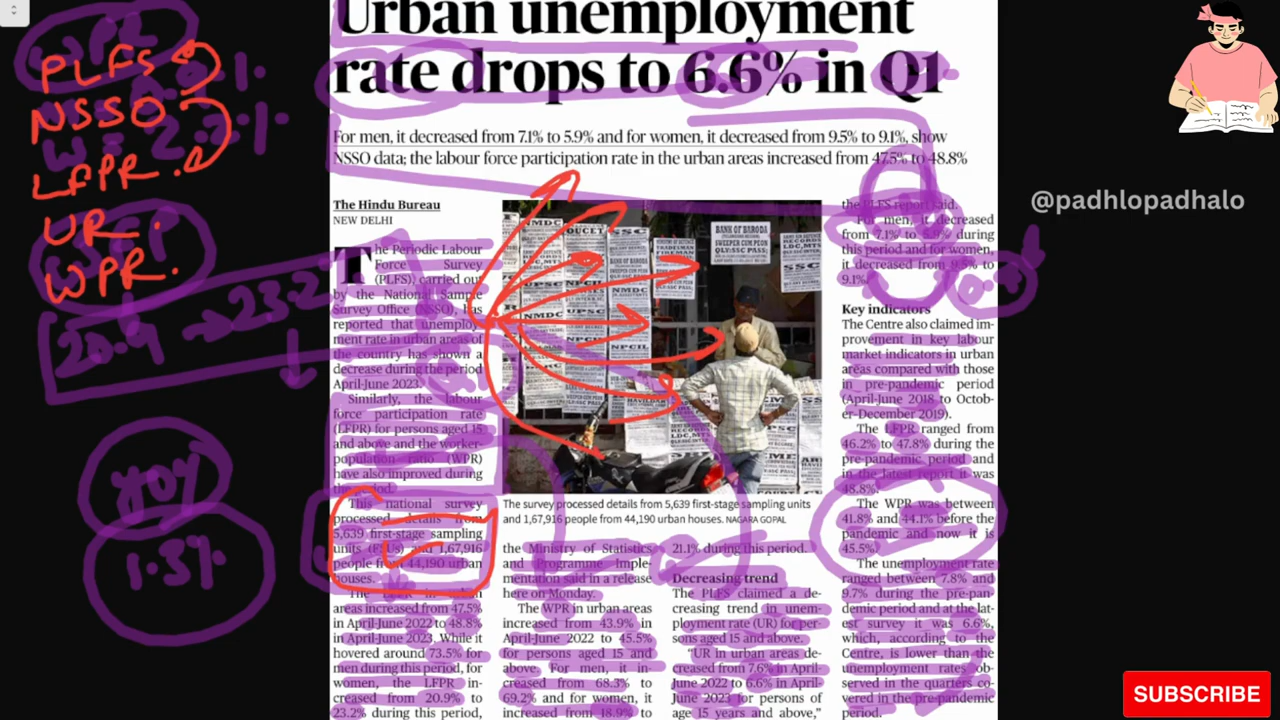 Urban unemployment
rate drops to 6.6% in Q1
For men, it decreased from 7.1% to 5.9% and for women, it decreased from 9.5% to 9.1%, show
NSSO data; the labour force participation rate in the urban areas increased from 47.5% to 48.8%
The Hindu Bureau
NEW DELHI
The Periodic Labour
Force Survey
(PLFS), carried out
by the National Sample
Survey Office (NSSO), has
reported that unemploy-
ment rate in urban areas of
the country has shown a
decrease during the period
April-June 2023.
Similarly, the labour
force participation rate
(LFPR) for persons aged 15
and above and the worker-
population ratio (WPR)
have also improved during
the period.
This national survey
processed details from
5,639 first-stage sampling
units (FSUs) and 1,67,916
people from 44,190 urban
houses.
The LFPR in urban
areas increased from 47.5%
in April-June 2022 to 48.8%
in April-June 2023. While it
hovered around 73.5% for
men during this period, for
women, the LFPR in-
creased from 20.9% to
23.2% during this period,
The survey processed details from 5,639 first-stage sampling units
and 1,67,916 people from 44,190 urban houses. NAGARA GOPAL
the Ministry of Statistics
and Programme Imple-
mentation said in a release
here on Monday.
The WPR in urban areas
increased from 43.9% in
April-June 2022 to 45.5%
for persons aged 15 and
above. For men, it in-
creased from 68.3% to
69.2% and for women, it
increased from 18.9% to
21.1% during this period.
Decreasing trend
The PLFS claimed a de-
creasing trend in unem-
ployment rate (UR) for per-
sons aged 15 and above.
"UR in urban areas de-
creased from 7.6% in April-
June 2022 to 6.6% in April-
June 2023 for persons of
age 15 years and above,"
the PLFS report said.
For men, it decreased
from 7.1% to 5.9% during
this period and for women,
it decreased from 9.5% to
9.1%.
Key indicators
The Centre also claimed im-
provement in key labour
market indicators in urban
areas compared with those
in pre-pandemic period
(April-June 2018 to Octob-
er-December 2019).
The LFPR ranged from
46.2% to 47.8% during the
pre-pandemic period and
in the latest report it was
48.8%.
The WPR was between
41.8% and 44.1% before the
pandemic and now it is
45.5%.
The unemployment rate
ranged between 7.8% and
9.7% during the pre-pan-
demic period and at the lat-
est survey it was 6.6%,
which, according to the
Centre, is lower than the
unemployment rates ob-
served in the quarters co-
vered in the pre-pandemic
period.
NMDC
SSC
BANK OF BARODA
SWEEPER CUM PEON
QLY:SSC PASS;
UPSC
NPCIL
NMDC
WPR
PLFS
NSSO
LFPR.
UR.
WPR.
1.5%
@padhlopadhalo
SUBSCRIBE